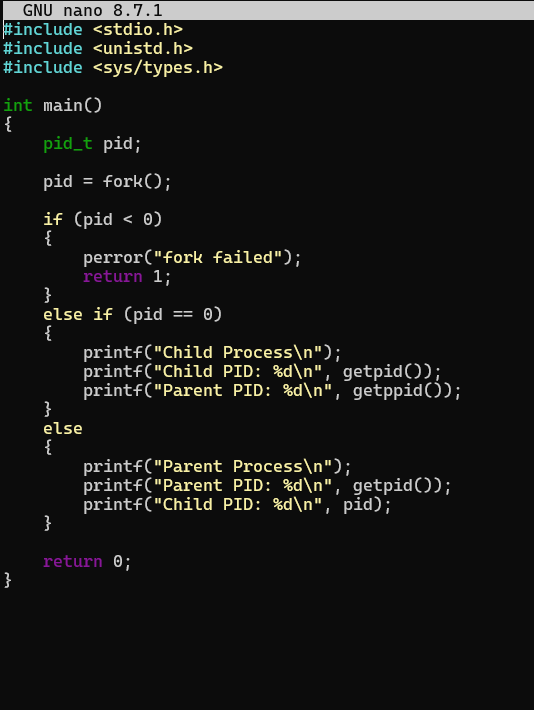 GNU nano 8.7.1
#include <stdio.h>
#include <unistd.h>
#include <sys/types.h>

int main()
{
    pid_t pid;

    pid = fork();

    if (pid < 0)
    {
        perror("fork failed");
        return 1;
    }
    else if (pid == 0)
    {
        printf("Child Process\n");
        printf("Child PID: %d\n", getpid());
        printf("Parent PID: %d\n", getppid());
    }
    else
    {
        printf("Parent Process\n");
        printf("Parent PID: %d\n", getpid());
        printf("Child PID: %d\n", pid);
    }

    return 0;
}